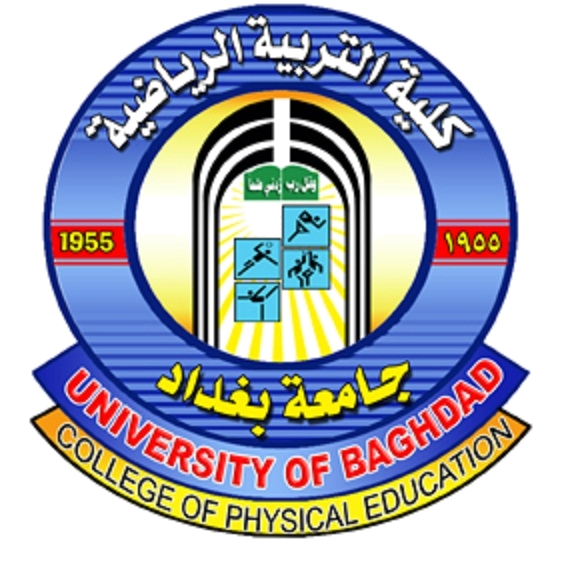 كلية التربية الرياضية
وقل رب زدني علما
1955
١٩٥٥
جامعة بغداد
UNIVERSITY OF BAGHDAD
COLLEGE OF PHYSICAL EDUCATION